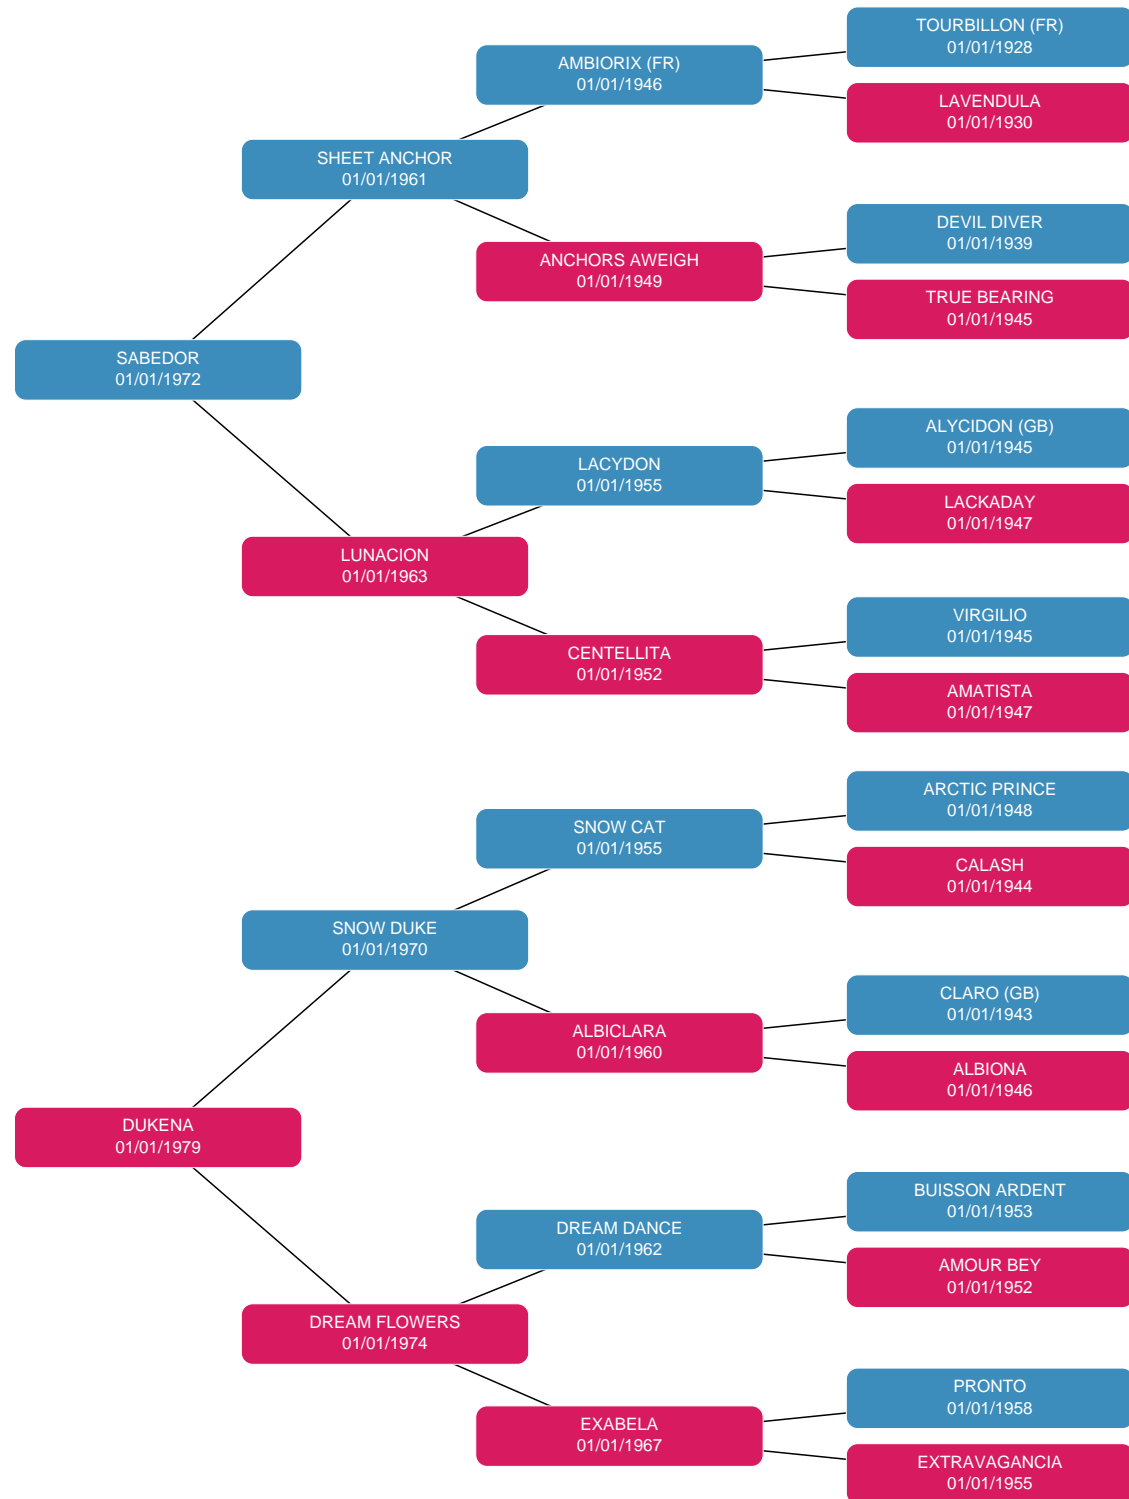 TOURBILLON (FR)
01/01/1928
AMBIORIX (FR)
01/01/1946
LAVENDULA
01/01/1930
SHEET ANCHOR
01/01/1961
DEVIL DIVER
01/01/1939
ANCHORS AWEIGH
01/01/1949
TRUE BEARING
01/01/1945
SABEDOR
01/01/1972
ALYCIDON (GB)
01/01/1945
LACYDON
01/01/1955
LACKADAY
01/01/1947
LUNACION
01/01/1963
VIRGILIO
01/01/1945
CENTELLITA
01/01/1952
AMATISTA
01/01/1947
ARCTIC PRINCE
01/01/1948
SNOW CAT
01/01/1955
CALASH
01/01/1944
SNOW DUKE
01/01/1970
CLARO (GB)
01/01/1943
ALBICLARA
01/01/1960
ALBIONA
01/01/1946
DUKENA
01/01/1979
BUISSON ARDENT
01/01/1953
DREAM DANCE
01/01/1962
AMOUR BEY
01/01/1952
DREAM FLOWERS
01/01/1974
PRONTO
01/01/1958
EXABELA
01/01/1967
EXTRAVAGANCIA
01/01/1955